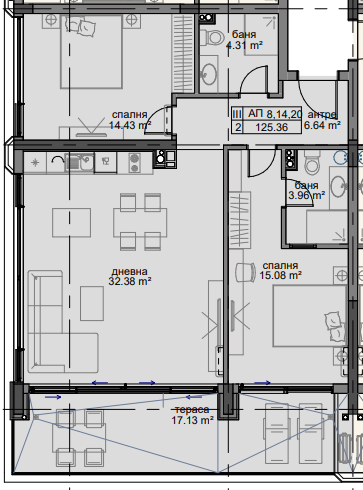 баня
4.31 m²
спалня
14.43 m²
III АП 8,14,20
2 125.36
антре
6.64 m²
баня
3.96 m²
дневна
32.38 m²
спалня
15.08 m²
тераса
17.13 m²